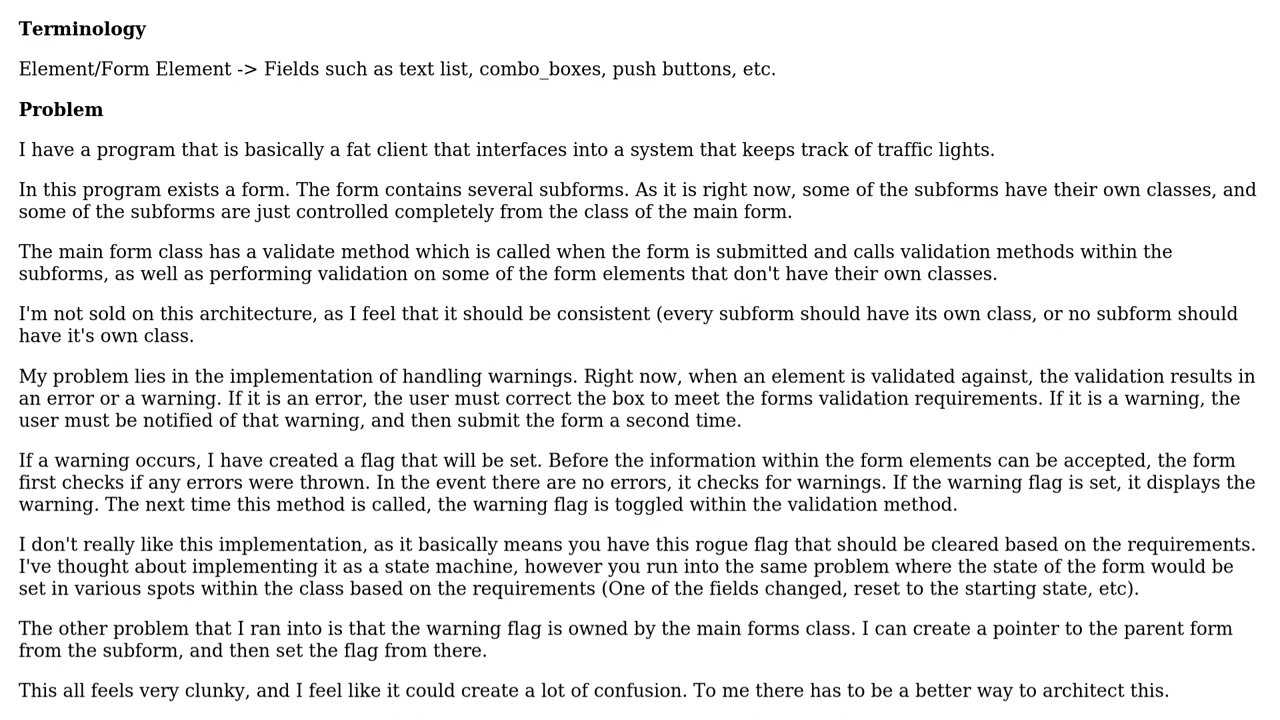 Terminology
Element/Form Element -> Fields such as text list, combo_boxes, push buttons, etc.
Problem
I have a program that is basically a fat client that interfaces into a system that keeps track of traffic lights.
In this program exists a form. The form contains several subforms. As it is right now, some of the subforms have their own classes, and
some of the subforms are just controlled completely from the class of the main form.
The main form class has a validate method which is called when the form is submitted and calls validation methods within the
subforms, as well as performing validation on some of the form elements that don't have their own classes.
I'm not sold on this architecture, as I feel that it should be consistent (every subform should have its own class, or no subform should
have it's own class.
My problem lies in the implementation of handling warnings. Right now, when an element is validated against, the validation results in
an error or a warning. If it is an error, the user must correct the box to meet the forms validation requirements. If it is a warning, the
user must be notified of that warning, and then submit the form a second time.
If a warning occurs, I have created a flag that will be set. Before the information within the form elements can be accepted, the form
first checks if any errors were thrown. In the event there are no errors, it checks for warnings. If the warning flag is set, it displays the
warning. The next time this method is called, the warning flag is toggled within the validation method.
I don't really like this implementation, as it basically means you have this rogue flag that should be cleared based on the requirements.
I've thought about implementing it as a state machine, however you run into the same problem where the state of the form would be
set in various spots within the class based on the requirements (One of the fields changed, reset to the starting state, etc).
The other problem that I ran into is that the warning flag is owned by the main forms class. I can create a pointer to the parent form
from the subform, and then set the flag from there.
This all feels very clunky, and I feel like it could create a lot of confusion. To me there has to be a better way to architect this.